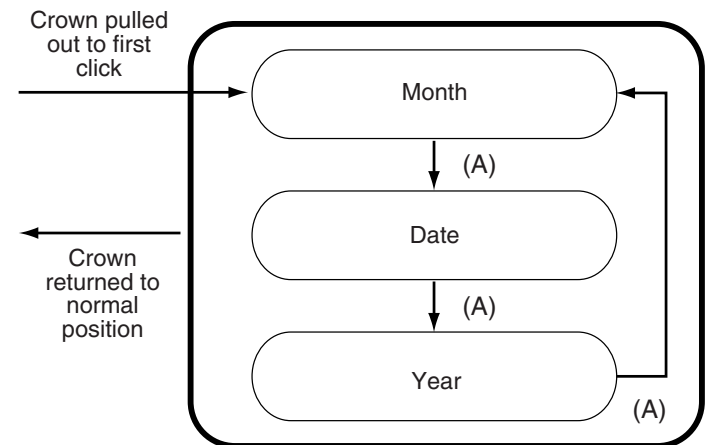 Crown pulled
out to first
click
Month
(A)
Date
Crown
returned to
normal
position
(A)
Year
(A)